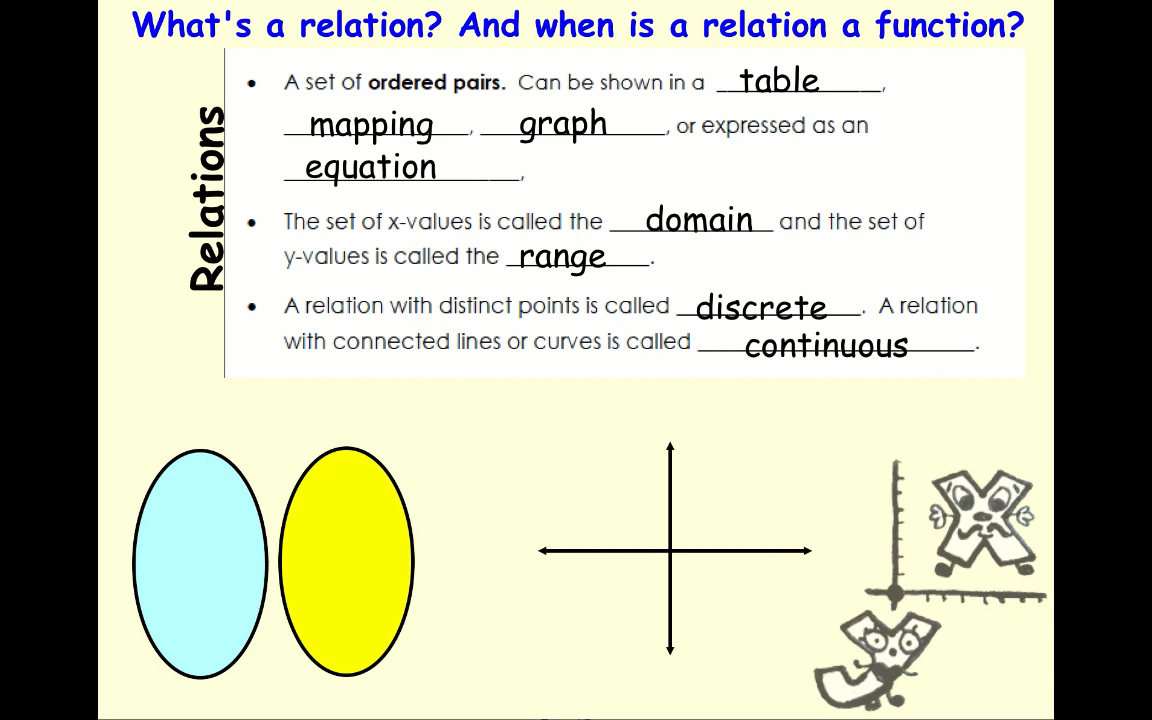 What's a relation? And when is a relation a function?
Relations
• A set of ordered pairs. Can be shown in a table,
mapping, graph, or expressed as an
equation,
• The set of x-values is called the domain and the set of
y-values is called the range.
• A relation with distinct points is called discrete. A relation
with connected lines or curves is called continuous.